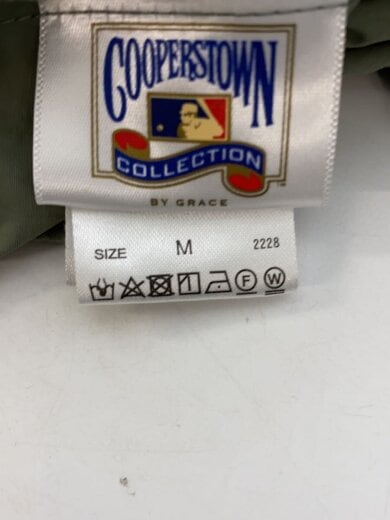 COOPERSTOWN
COLLECTION
BY GRACE
SIZE M 2228
F W